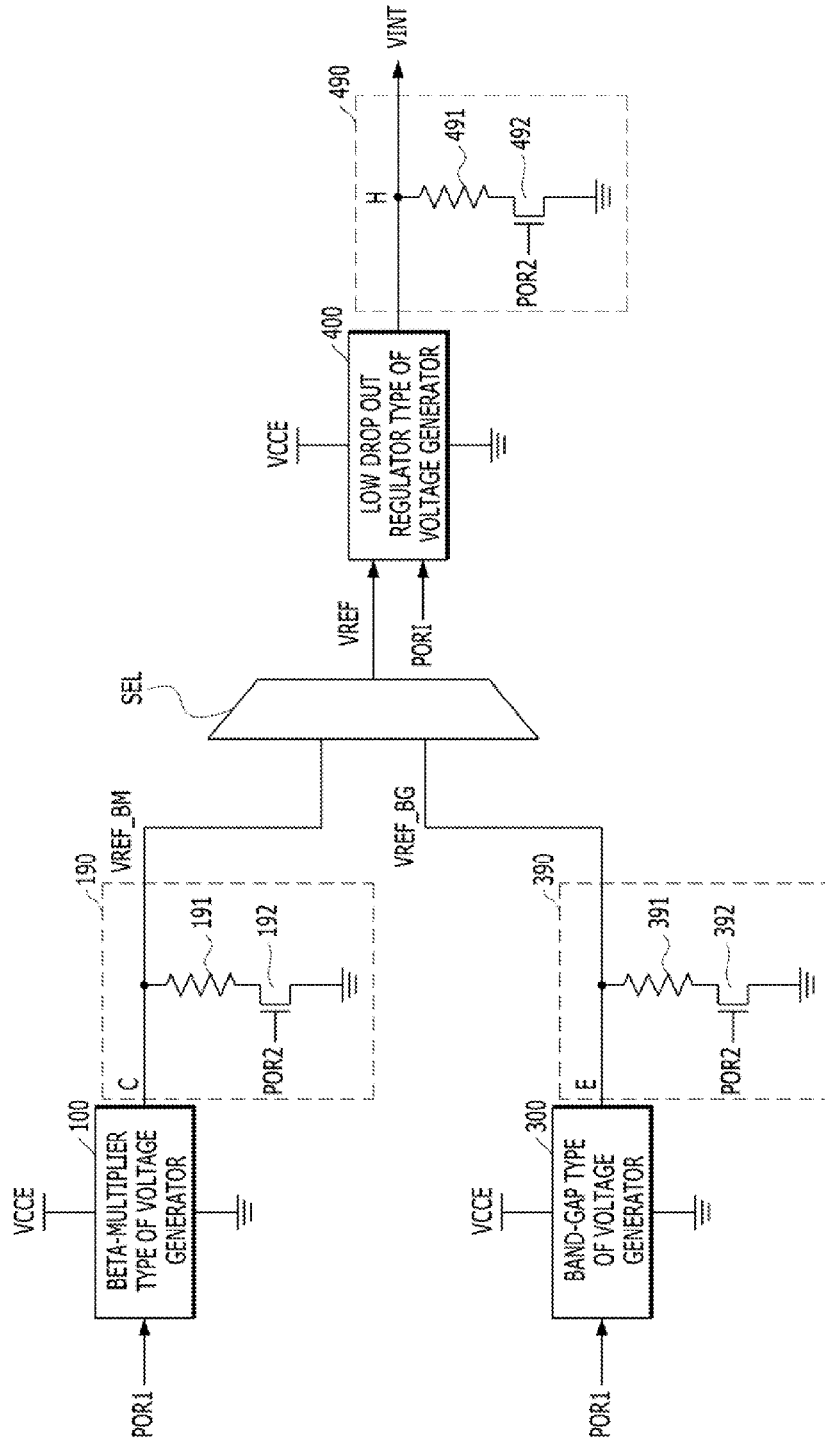 POR1
VCCE
100
BETA-MULTIPLIER
TYPE OF VOLTAGE
GENERATOR
C
190
191
192
POR2
VREF_BM
POR1
VCCE
300
BAND-GAP TYPE
OF VOLTAGE
GENERATOR
E
390
391
392
POR2
VREF_BG
SEL
VREF
POR1
VCCE
400
LOW DROP OUT
REGULATOR TYPE OF
VOLTAGE GENERATOR
490
H
491
492
POR2
VINT